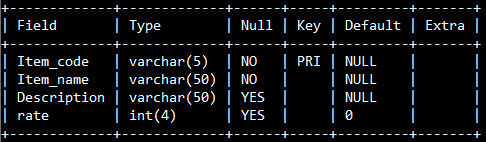 +-------------+-------------+------+-----+---------+-------+
| Field       | Type        | Null | Key | Default | Extra |
+-------------+-------------+------+-----+---------+-------+
| Item_code   | varchar(5)  | NO   | PRI | NULL    |       |
| Item_name   | varchar(50) | NO   |     | NULL    |       |
| Description | varchar(50) | YES  |     | NULL    |       |
| rate        | int(4)      | YES  |     | 0       |       |
+-------------+-------------+------+-----+---------+-------+